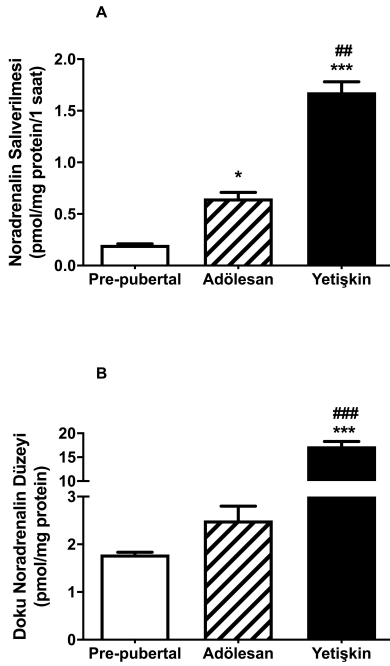 A
Noradrenalin Salıverilmesi
(pmol/mg protein/1 saat)
2.0
1.5
1.0
0.5
0.0
*
##
***
Pre-pubertal Adölesan Yetişkin
B
Doku Noradrenalin Düzeyi
(pmol/mg protein)
20
15
10
3
2
1
0
###
***
Pre-pubertal Adölesan Yetişkin